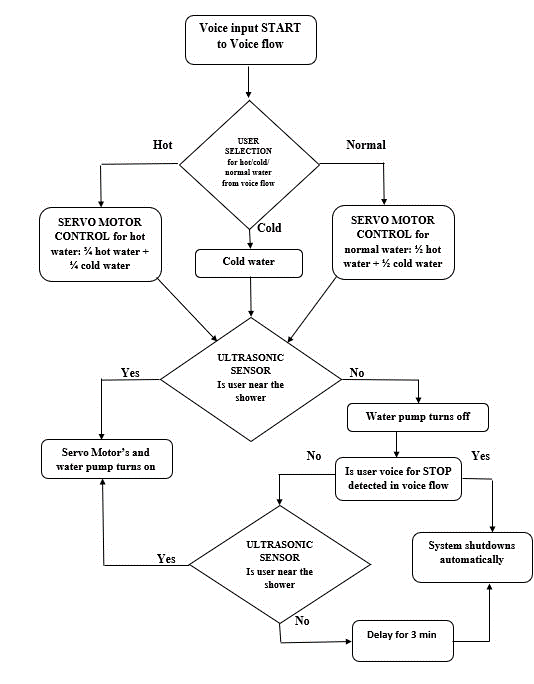 Voice input START
to Voice flow
Hot
USER
SELECTION
for hot/cold/
normal water
from voice flow
Normal
SERVO MOTOR
CONTROL for hot
water: ¾ hot water +
¼ cold water
Cold
Cold water
SERVO MOTOR
CONTROL for
normal water: ½ hot
water + ½ cold water
Yes
ULTRASONIC
SENSOR
Is user near the
shower
No
Water pump turns off
Servo Motor's and
water pump turns on
No
Is user voice for STOP
detected in voice flow
Yes
Yes
ULTRASONIC
SENSOR
Is user near the
shower
System shutdowns
automatically
No
Delay for 3 min